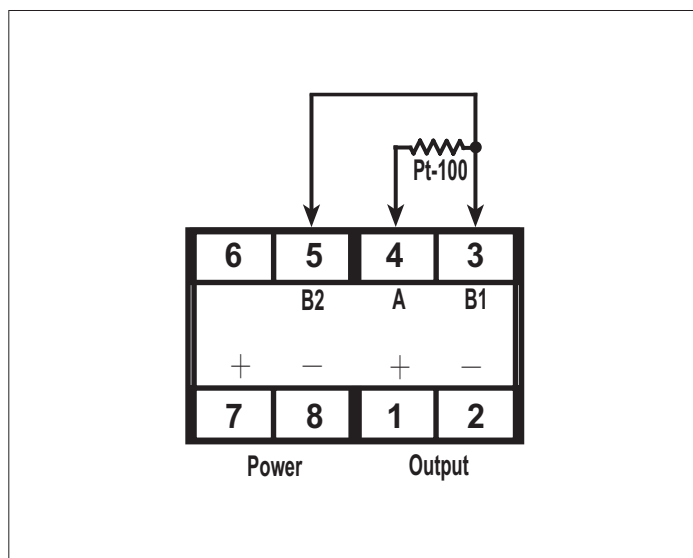 Pt-100
6 5 4 3
B2 A B1
+ − + −
7 8 1 2
Power Output